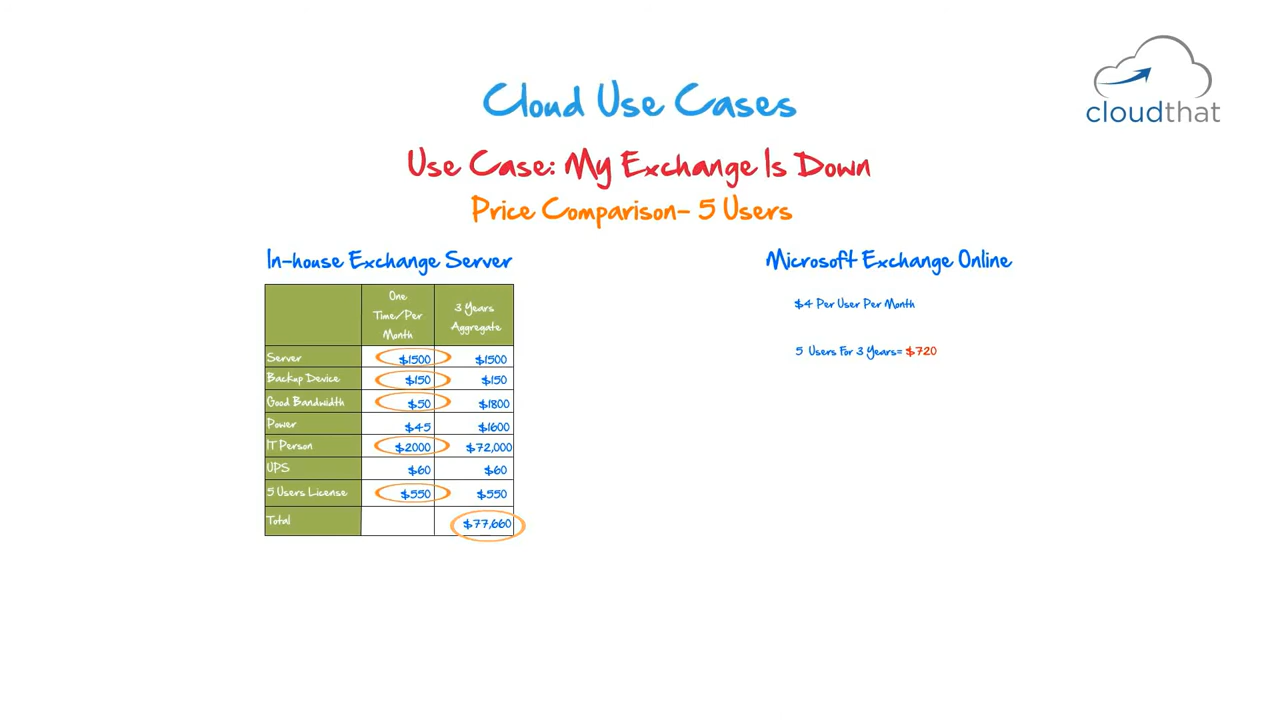 cloudthat
Cloud Use Cases
Use Case: My Exchange Is Down
Price Comparison- 5 Users
In-house Exchange Server
One Time/Per Month
3 Years Aggregate
Server $1500 $1500
Backup Device $150 $150
Good Bandwidth $50 $1800
Power $45 $1600
IT Person $2000 $72,000
UPS $60 $60
5 Users License $550 $550
Total $77,660
Microsoft Exchange Online
$4 Per User Per Month
5 Users For 3 Years= $720